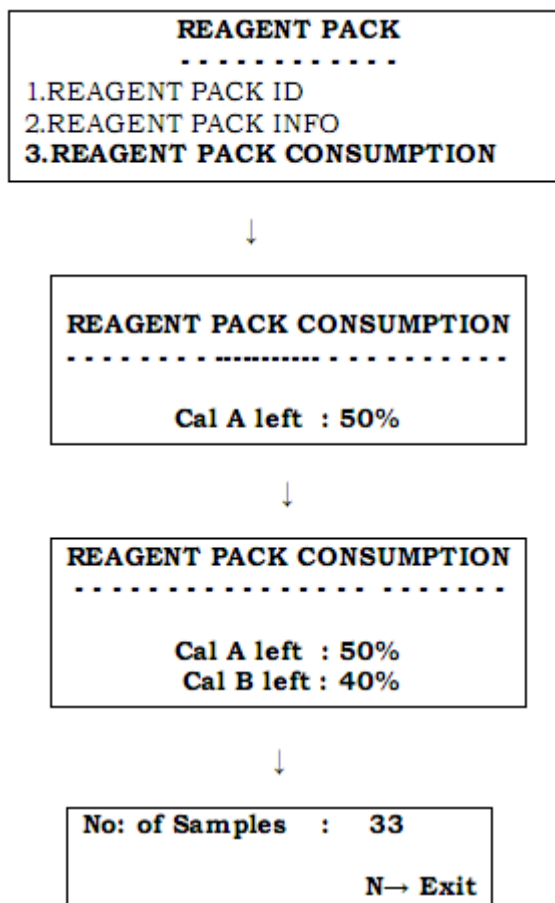 REAGENT PACK
- - - - - - - - - - - -
1.REAGENT PACK ID
2.REAGENT PACK INFO
3.REAGENT PACK CONSUMPTION
↓
REAGENT PACK CONSUMPTION
- - - - - - - - ----------- - - - - - - - - - - -
Cal A left : 50%
↓
REAGENT PACK CONSUMPTION
- - - - - - - - - - - - - - - - - - - - - - - -
Cal A left : 50%
Cal B left : 40%
↓
No: of Samples : 33
N→ Exit